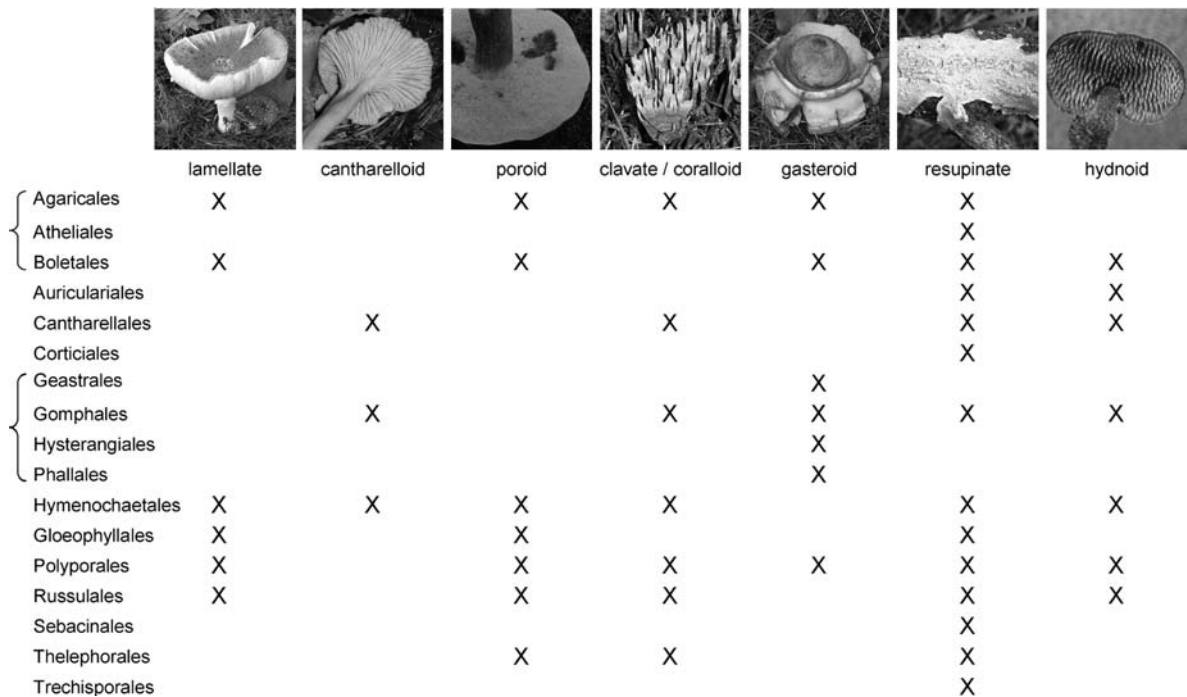 lamellate cantharelloid poroid clavate / coralloid gasteroid resupinate hydnoid
Agaricales X X X X X
Atheliales X
Boletales X X X X X
Auriculariales X X
Cantharellales X X X X
Corticiales X
Geastrales X
Gomphales X X X X X
Hysterangiales X
Phallales X
Hymenochaetales X X X X X X
Gloeophyllales X X X
Polyporales X X X X X X
Russulales X X X X X
Sebacinales X
Thelephorales X X X
Trechisporales X